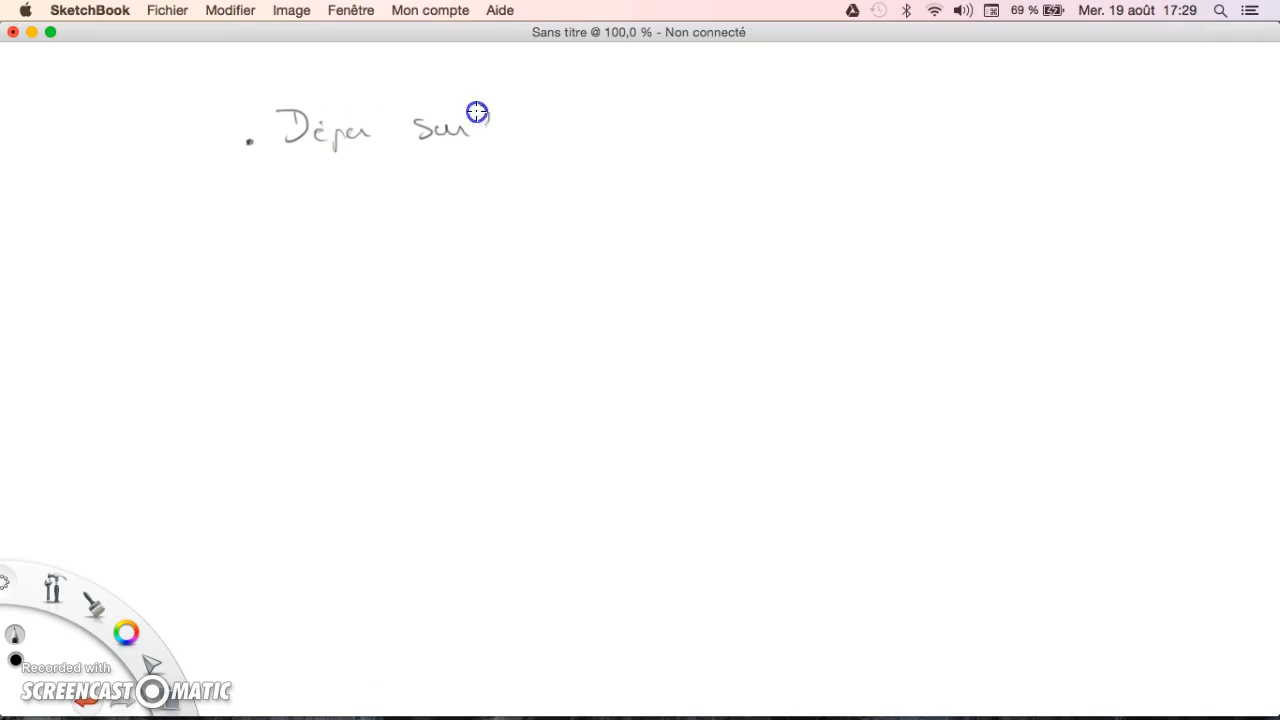 SketchBook Fichier Modifier Image Fenêtre Mon compte Aide 69 % Mer. 19 août 17:29
Sans titre @ 100,0 % - Non connecté
. Déper sur
Recorded with
SCREENCAST MATIC